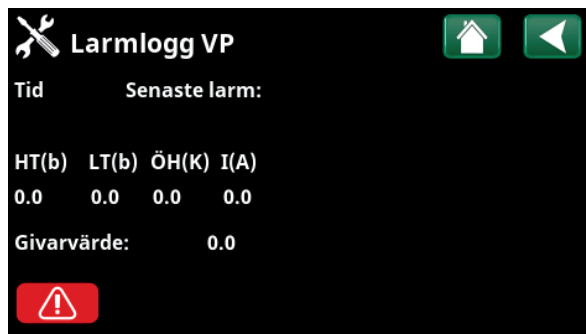 Larmlogg VP
Tid Senaste larm:
HT(b) LT(b) ÖH(K) I(A)
0.0 0.0 0.0 0.0
Givarvärde: 0.0